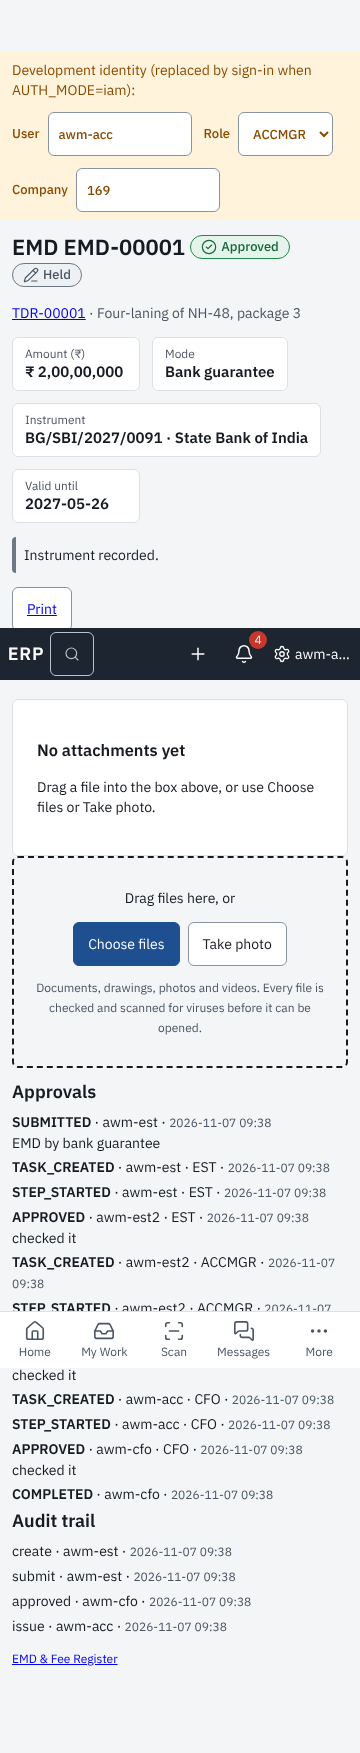 Development identity (replaced by sign-in when
AUTH_MODE=iam):
User awm-acc Role ACCMGR
Company 169
EMD EMD-00001 Approved
Held
TDR-00001 · Four-laning of NH-48, package 3
Amount (₹)
₹ 2,00,00,000
Mode
Bank guarantee
Instrument
BG/SBI/2027/0091 · State Bank of India
Valid until
2027-05-26
Instrument recorded.
Print
ERP 4 awm-a...
No attachments yet
Drag a file into the box above, or use Choose
files or Take photo.
Drag files here, or
Choose files Take photo
Documents, drawings, photos and videos. Every file is
checked and scanned for viruses before it can be
opened.
Approvals
SUBMITTED · awm-est · 2026-11-07 09:38
EMD by bank guarantee
TASK_CREATED · awm-est · EST · 2026-11-07 09:38
STEP_STARTED · awm-est · EST · 2026-11-07 09:38
APPROVED · awm-est2 · EST · 2026-11-07 09:38
checked it
TASK_CREATED · awm-est2 · ACCMGR · 2026-11-07
09:38
STEP_STARTED · awm-est2 · ACCMGR · 2026-11-07
Home My Work Scan Messages More
checked it
TASK_CREATED · awm-acc · CFO · 2026-11-07 09:38
STEP_STARTED · awm-acc · CFO · 2026-11-07 09:38
APPROVED · awm-cfo · CFO · 2026-11-07 09:38
checked it
COMPLETED · awm-cfo · 2026-11-07 09:38
Audit trail
create · awm-est · 2026-11-07 09:38
submit · awm-est · 2026-11-07 09:38
approved · awm-cfo · 2026-11-07 09:38
issue · awm-acc · 2026-11-07 09:38
EMD & Fee Register